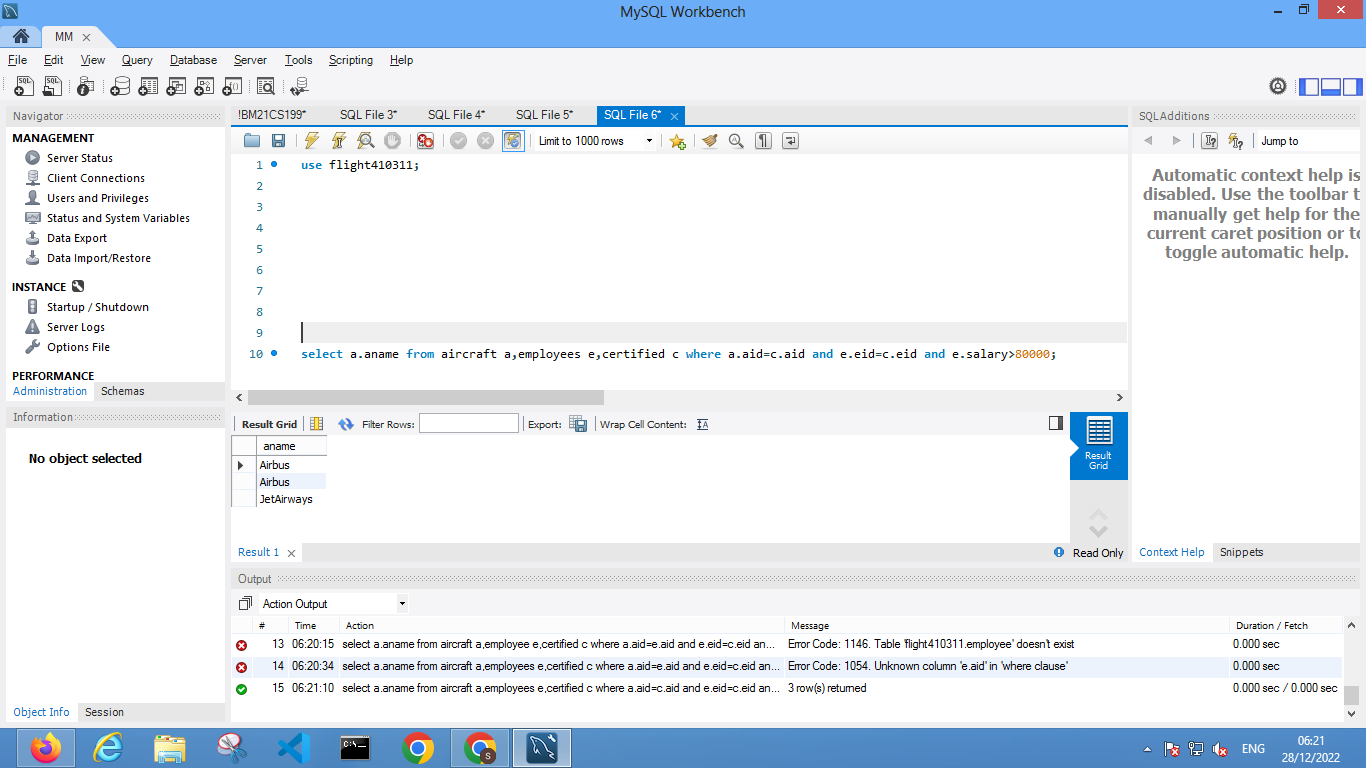 MySQL Workbench
MM
File Edit View Query Database Server Tools Scripting Help
Navigator
MANAGEMENT
Server Status
Client Connections
Users and Privileges
Status and System Variables
Data Export
Data Import/Restore
INSTANCE
Startup / Shutdown
Server Logs
Options File
PERFORMANCE
Administration Schemas
Information
No object selected
Object Info Session
!BM21CS199* SQL File 3* SQL File 4* SQL File 5* SQL File 6*
Limit to 1000 rows
1 use flight410311;
2
3
4
5
6
7
8
9
10 select a.aname from aircraft a,employees e,certified c where a.aid=c.aid and e.eid=c.eid and e.salary>80000;
Result Grid Filter Rows: Export: Wrap Cell Content:
aname
Airbus
Airbus
JetAirways
Result
Grid
Result 1 Read Only
Output
Action Output
# Time Action Message Duration / Fetch
13 06:20:15 select a.aname from aircraft a,employee e,certified c where a.aid=e.aid and e.eid=c.eid an... Error Code: 1146. Table 'flight410311.employee' doesn't exist 0.000 sec
14 06:20:34 select a.aname from aircraft a,employees e,certified c where a.aid=e.aid and e.eid=c.eid an... Error Code: 1054. Unknown column 'e.aid' in 'where clause' 0.000 sec
15 06:21:10 select a.aname from aircraft a,employees e,certified c where a.aid=c.aid and e.eid=c.eid an... 3 row(s) returned 0.000 sec / 0.000 sec
SQLAdditions
Jump to
Automatic context help is
disabled. Use the toolbar t
manually get help for the
current caret position or to
toggle automatic help.
Context Help Snippets
ENG
06:21
28/12/2022